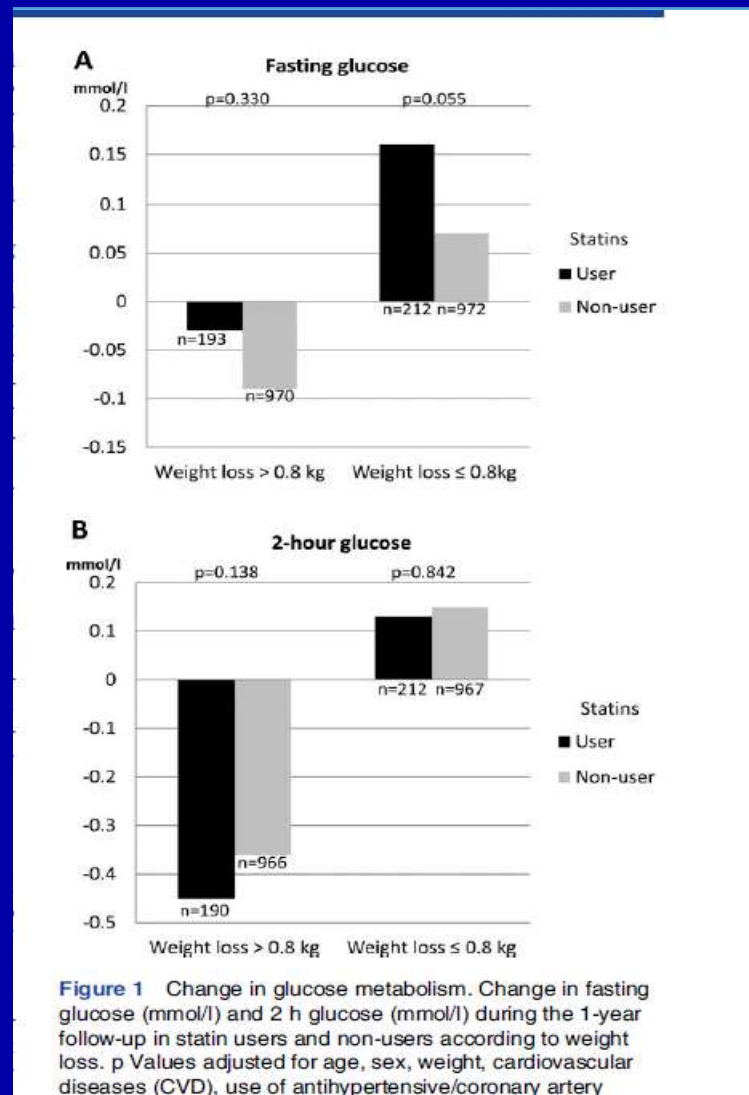 A
Fasting glucose
mmol/l
p=0.330 p=0.055
0.2
0.15
0.1
0.05
0
-0.05
-0.1
-0.15
n=193
n=970
n=212 n=972
Statins
User
Non-user
Weight loss > 0.8 kg Weight loss ≤ 0.8kg
B
2-hour glucose
mmol/l
p=0.138 p=0.842
0.2
0.1
0
-0.1
-0.2
-0.3
-0.4
-0.5
n=212 n=967
n=966
n=190
Statins
User
Non-user
Weight loss > 0.8 kg Weight loss ≤ 0.8 kg
Figure 1 Change in glucose metabolism. Change in fasting
glucose (mmol/l) and 2 h glucose (mmol/l) during the 1-year
follow-up in statin users and non-users according to weight
loss. p Values adjusted for age, sex, weight, cardiovascular
diseases (CVD), use of antihypertensive/coronary artery